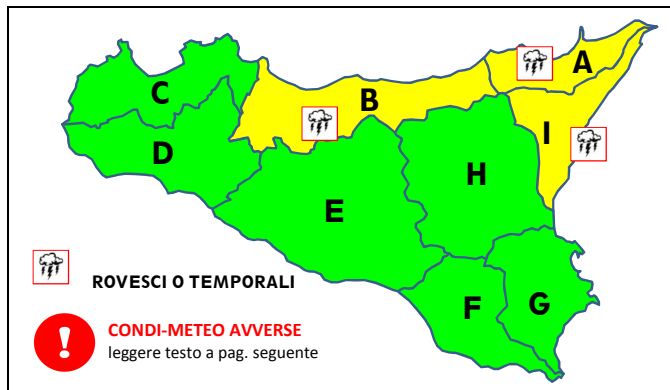 A
C
B
I
D
H
E
ROVESCI O TEMPORALI
F
G
!
CONDI-METEO AVVERSE
leggere testo a pag. seguente